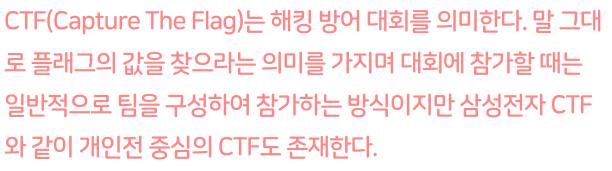 CTF(Capture The Flag)는 해킹 방어 대회를 의미한다. 말 그대
로 플래그의 값을 찾으라는 의미를 가지며 대회에 참가할 때는
일반적으로 팀을 구성하여 참가하는 방식이지만 삼성전자 CTF
와 같이 개인전 중심의 CTF도 존재한다.